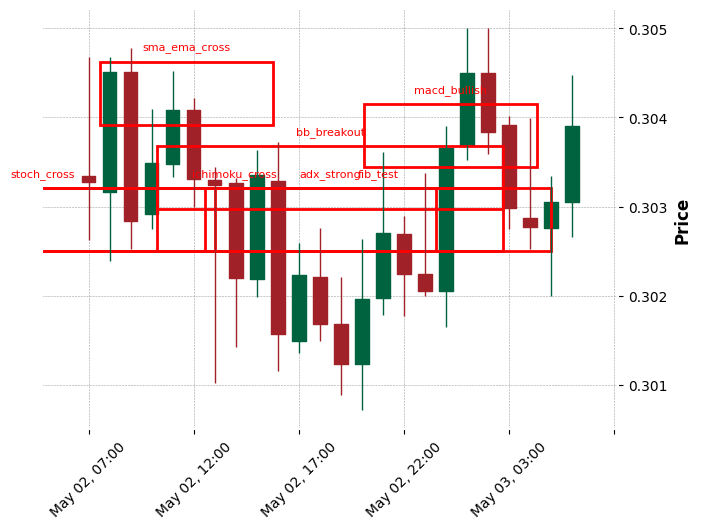 sma_ema_cross
macd_bullish
bb_breakout
stoch_cross
ichimoku_cross
adx_strong
fib_test
0.305
0.304
0.303
0.302
0.301
Price
May 02, 07:00
May 02, 12:00
May 02, 17:00
May 02, 22:00
May 03, 03:00